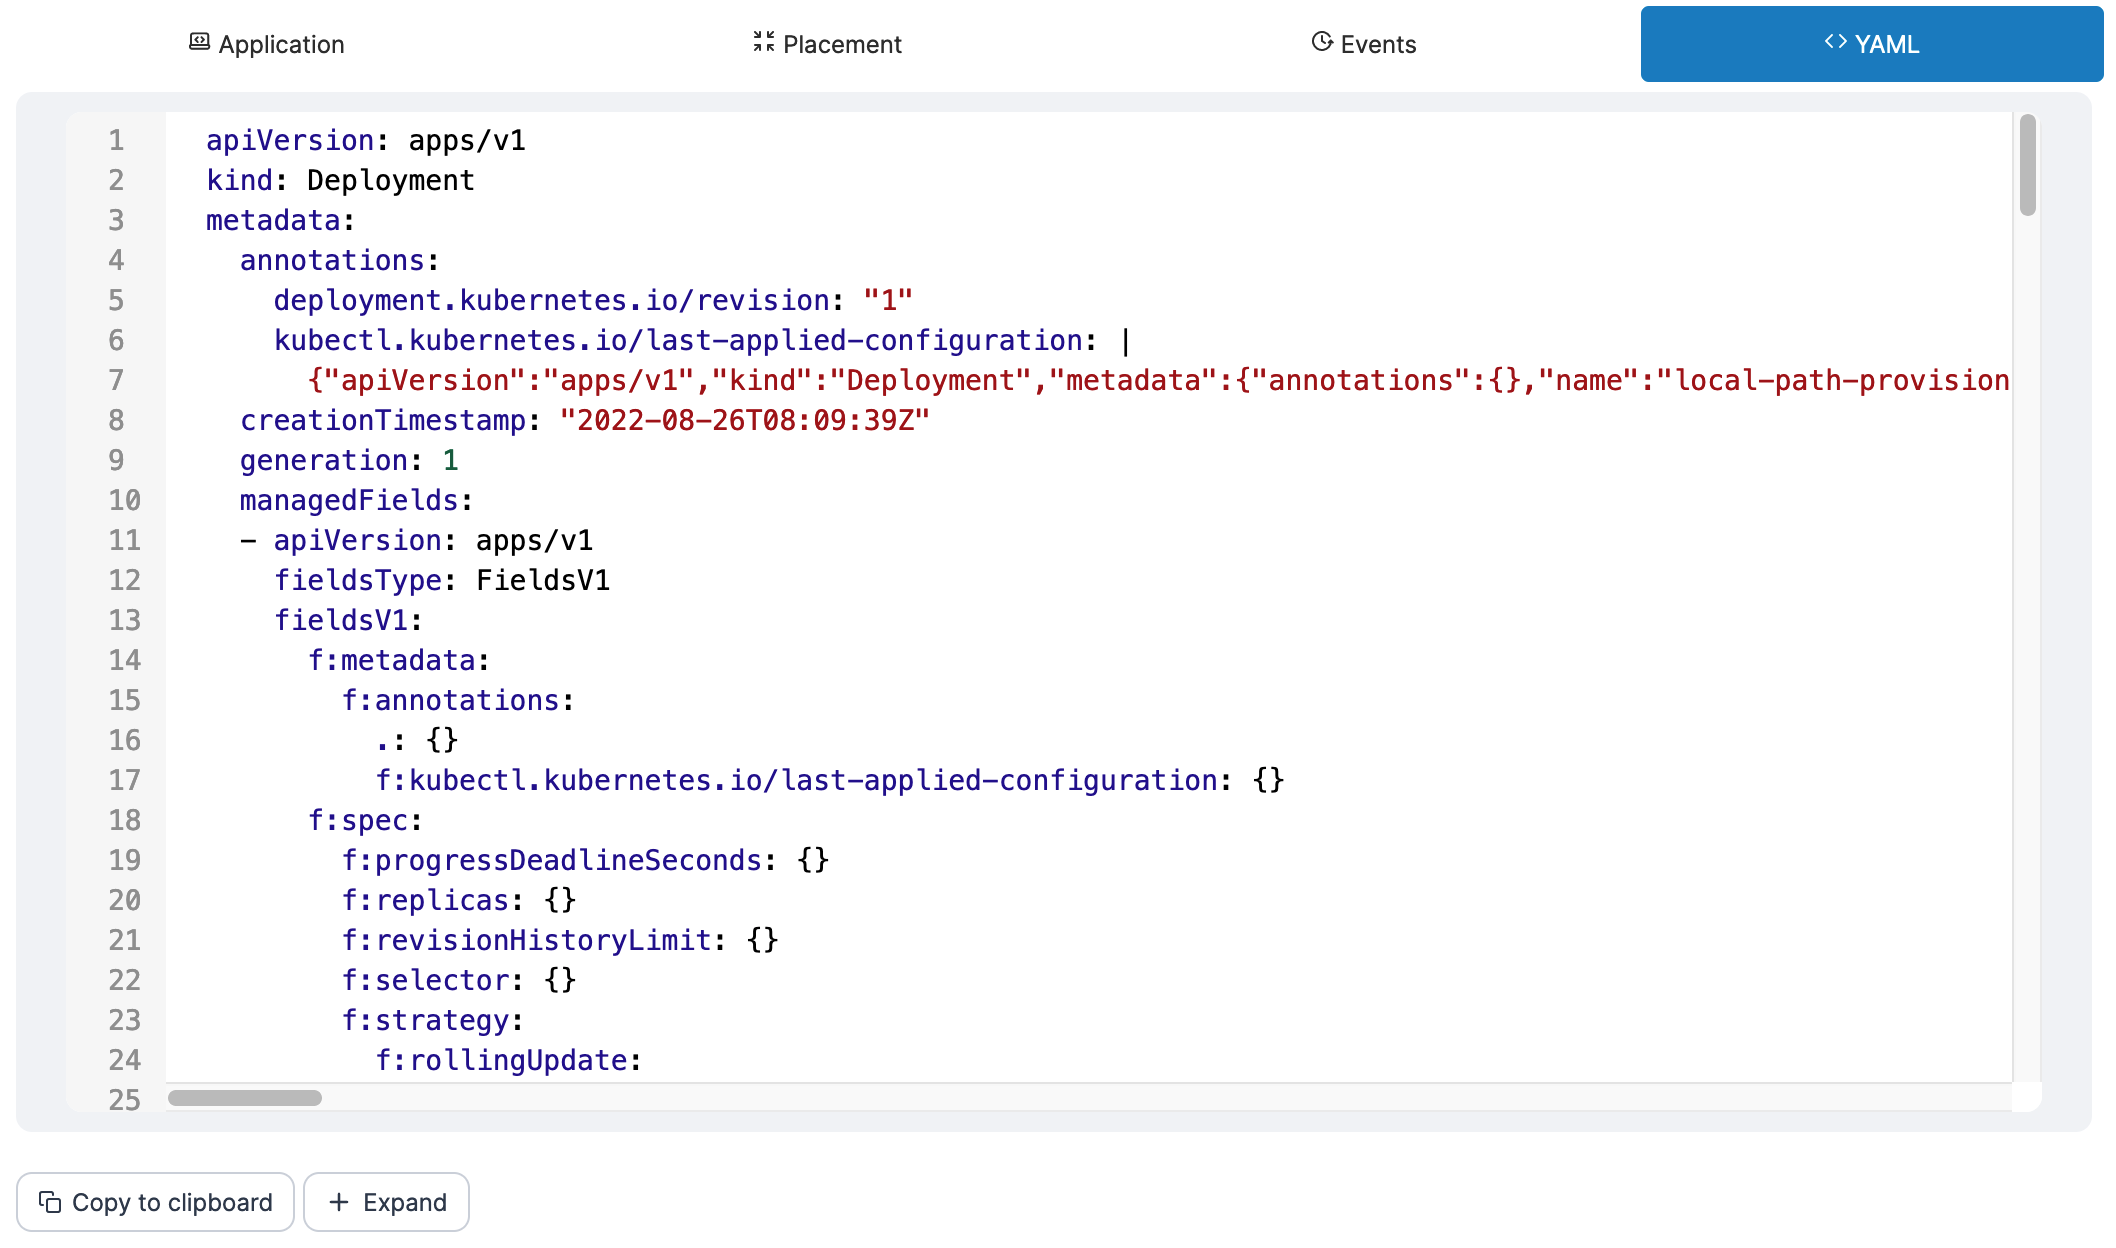 Application Placement Events YAML
1 apiVersion: apps/v1
2 kind: Deployment
3 metadata:
4   annotations:
5     deployment.kubernetes.io/revision: "1"
6     kubectl.kubernetes.io/last-applied-configuration: |
7       {"apiVersion":"apps/v1","kind":"Deployment","metadata":{"annotations":{},"name":"local-path-provision
8   creationTimestamp: "2022-08-26T08:09:39Z"
9   generation: 1
10   managedFields:
11   - apiVersion: apps/v1
12     fieldsType: FieldsV1
13     fieldsV1:
14       f:metadata:
15         f:annotations:
16           .: {}
17           f:kubectl.kubernetes.io/last-applied-configuration: {}
18       f:spec:
19         f:progressDeadlineSeconds: {}
20         f:replicas: {}
21         f:revisionHistoryLimit: {}
22         f:selector: {}
23         f:strategy:
24           f:rollingUpdate:
25
Copy to clipboard + Expand